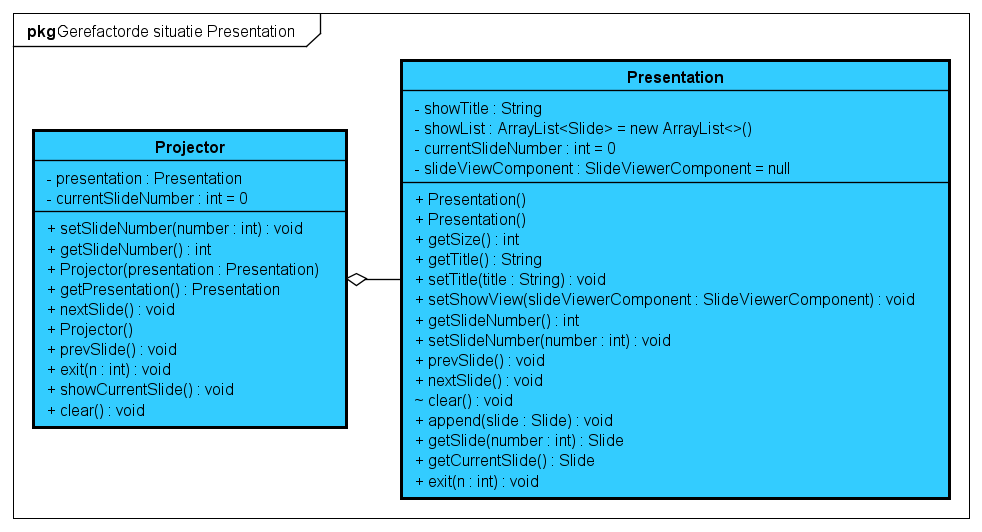 pkgGerefactorde situatie Presentation
Projector
- presentation : Presentation
- currentSlideNumber : int = 0
+ setSlideNumber(number : int) : void
+ getSlideNumber() : int
+ Projector(presentation : Presentation)
+ getPresentation() : Presentation
+ nextSlide() : void
+ Projector()
+ prevSlide() : void
+ exit(n : int) : void
+ showCurrentSlide() : void
+ clear() : void
Presentation
- showTitle : String
- showList : ArrayList<Slide> = new ArrayList<>()
- currentSlideNumber : int = 0
- slideViewComponent : SlideViewerComponent = null
+ Presentation()
+ Presentation()
+ getSize() : int
+ getTitle() : String
+ setTitle(title : String) : void
+ setShowView(slideViewerComponent : SlideViewerComponent) : void
+ getSlideNumber() : int
+ setSlideNumber(number : int) : void
+ prevSlide() : void
+ nextSlide() : void
~ clear() : void
+ append(slide : Slide) : void
+ getSlide(number : int) : Slide
+ getCurrentSlide() : Slide
+ exit(n : int) : void